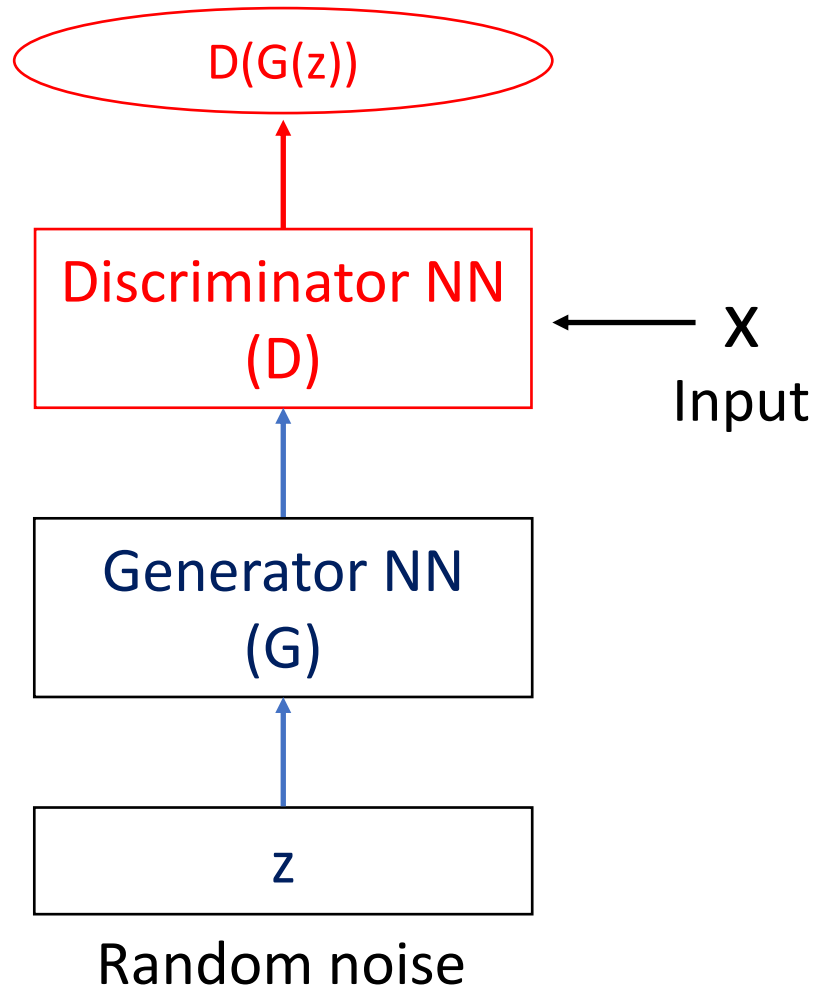 D(G(z))
Discriminator NN
(D)
x
Input
Generator NN
(G)
z
Random noise